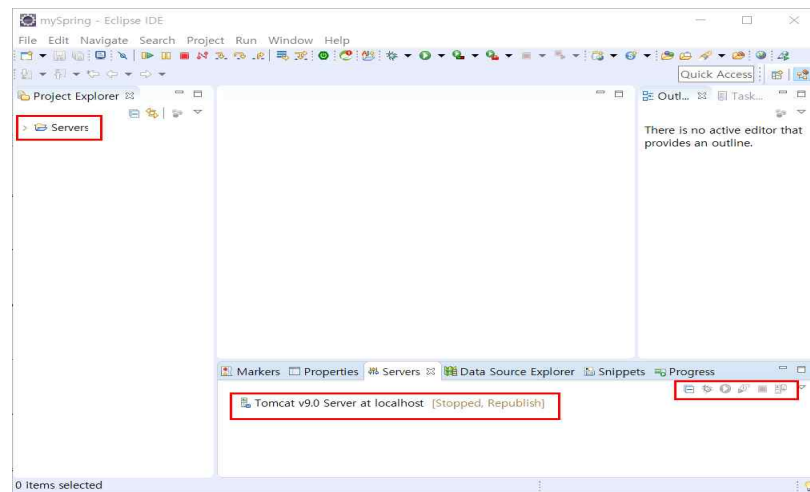 mySpring - Eclipse IDE
File Edit Navigate Search Project Run Window Help
Quick Access
Project Explorer
Servers
Outl... Task...
There is no active editor that
provides an outline.
Markers Properties Servers Data Source Explorer Snippets Progress
Tomcat v9.0 Server at localhost [Stopped, Republish]
0 items selected